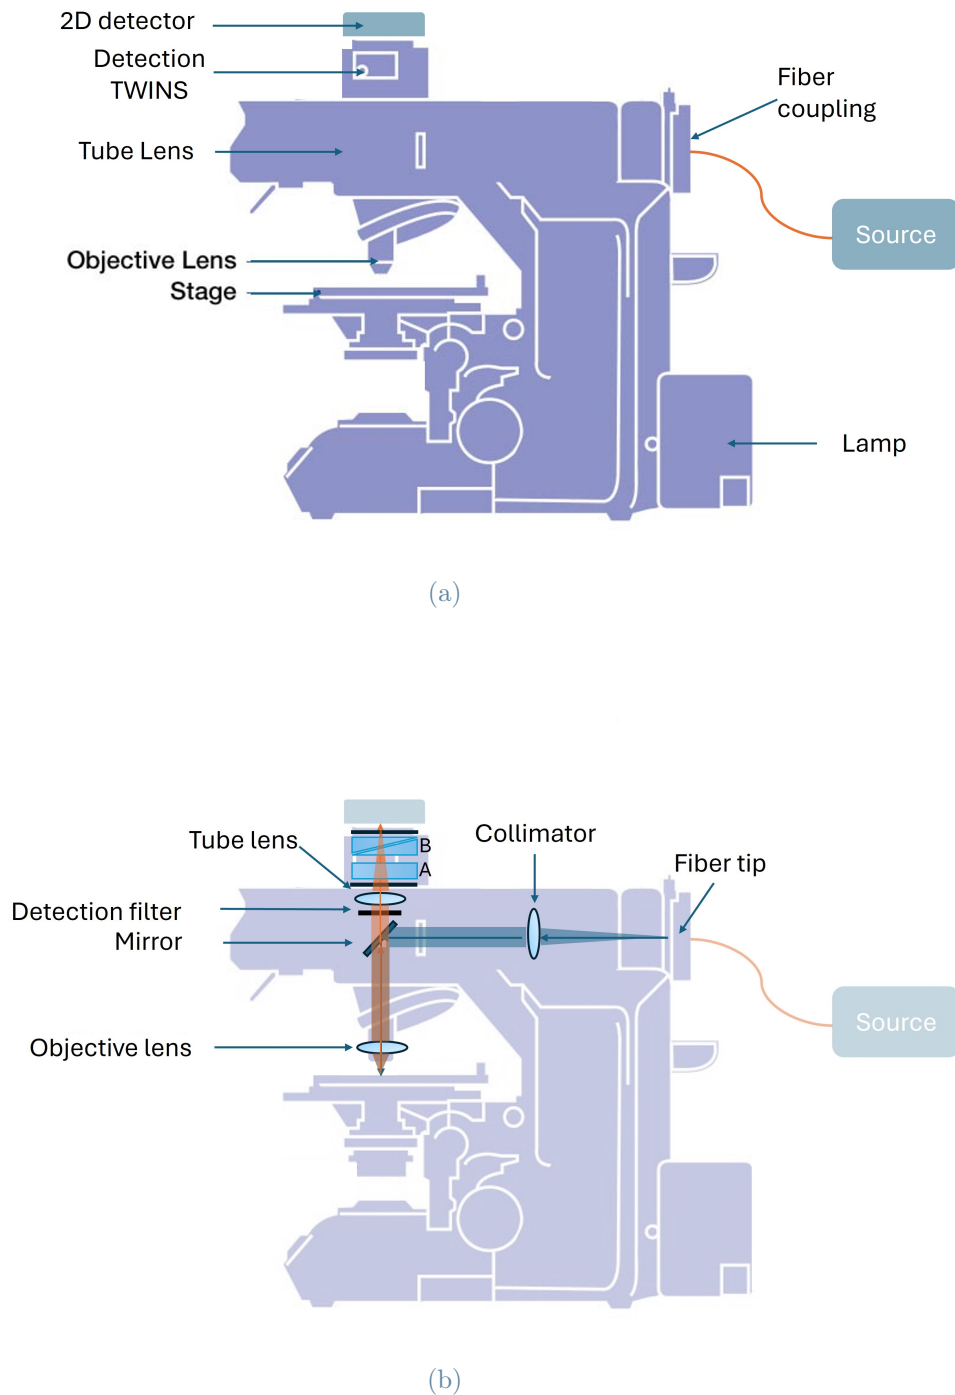 2D detector
Detection
TWINS
Tube Lens
Fiber
coupling
Source
Objective Lens
Stage
Lamp
(a)
Tube lens
Collimator
Fiber tip
B
A
Detection filter
Mirror
Source
Objective lens
(b)